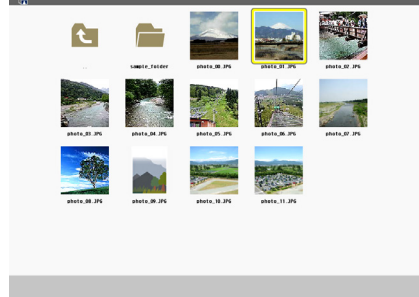 ..
sample_folder
photo_00.JPG
photo_01.JPG
photo_02.JPG
photo_03.JPG
photo_04.JPG
photo_05.JPG
photo_06.JPG
photo_07.JPG
photo_08.JPG
photo_09.JPG
photo_10.JPG
photo_11.JPG